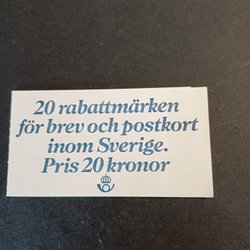 20 rabattmärken
för brev och postkort
inom Sverige.
Pris 20 kronor